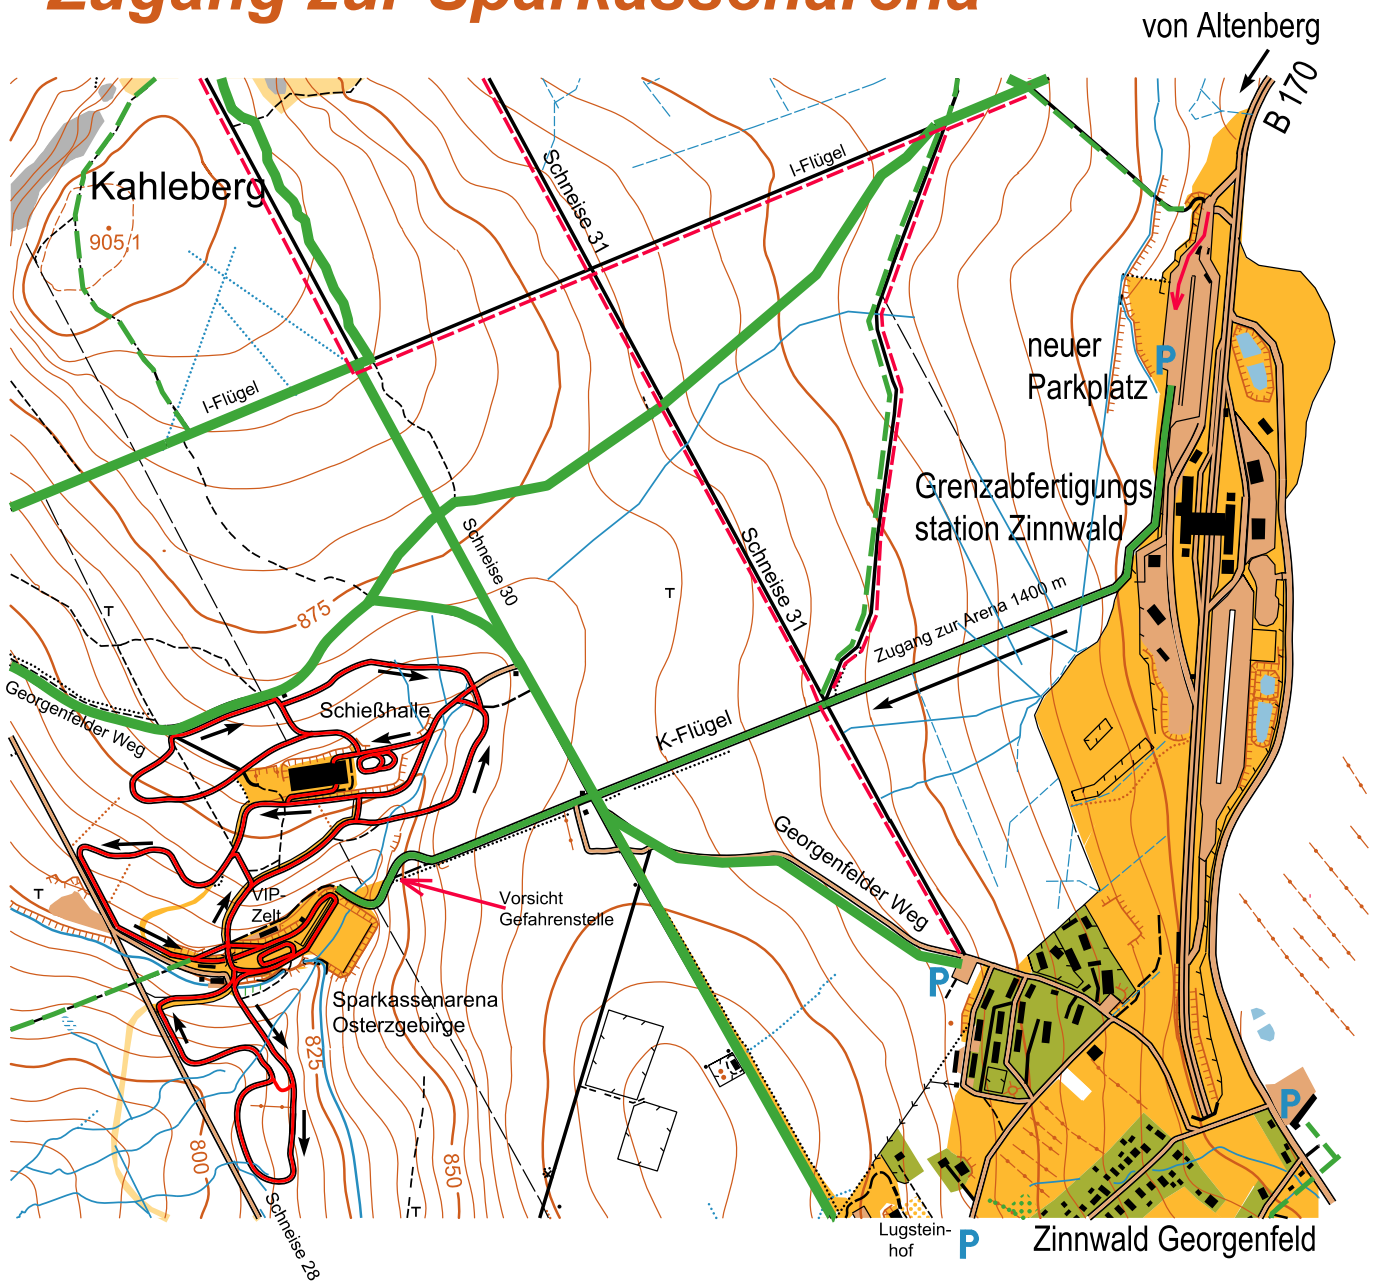 Zugang zur Sparkassenarena
von Altenberg
B 170
Kahleberg
905,1
I-Flügel
Schneise 31
neuer
Parkplatz
P
I-Flügel
Grenzabfertigungs
station Zinnwald
Schneise 30
Schneise 31
875
Zugang zur Arena 1400 m
Georgenfelder Weg
Schießhalle
K-Flügel
Georgenfelder Weg
VIP-
Zelt
Vorsicht
Gefahrenstelle
P
Sparkassenarena
Osterzgebirge
825
800
850
P
Schneise 28
Lugstein-
hof
P
Zinnwald Georgenfeld